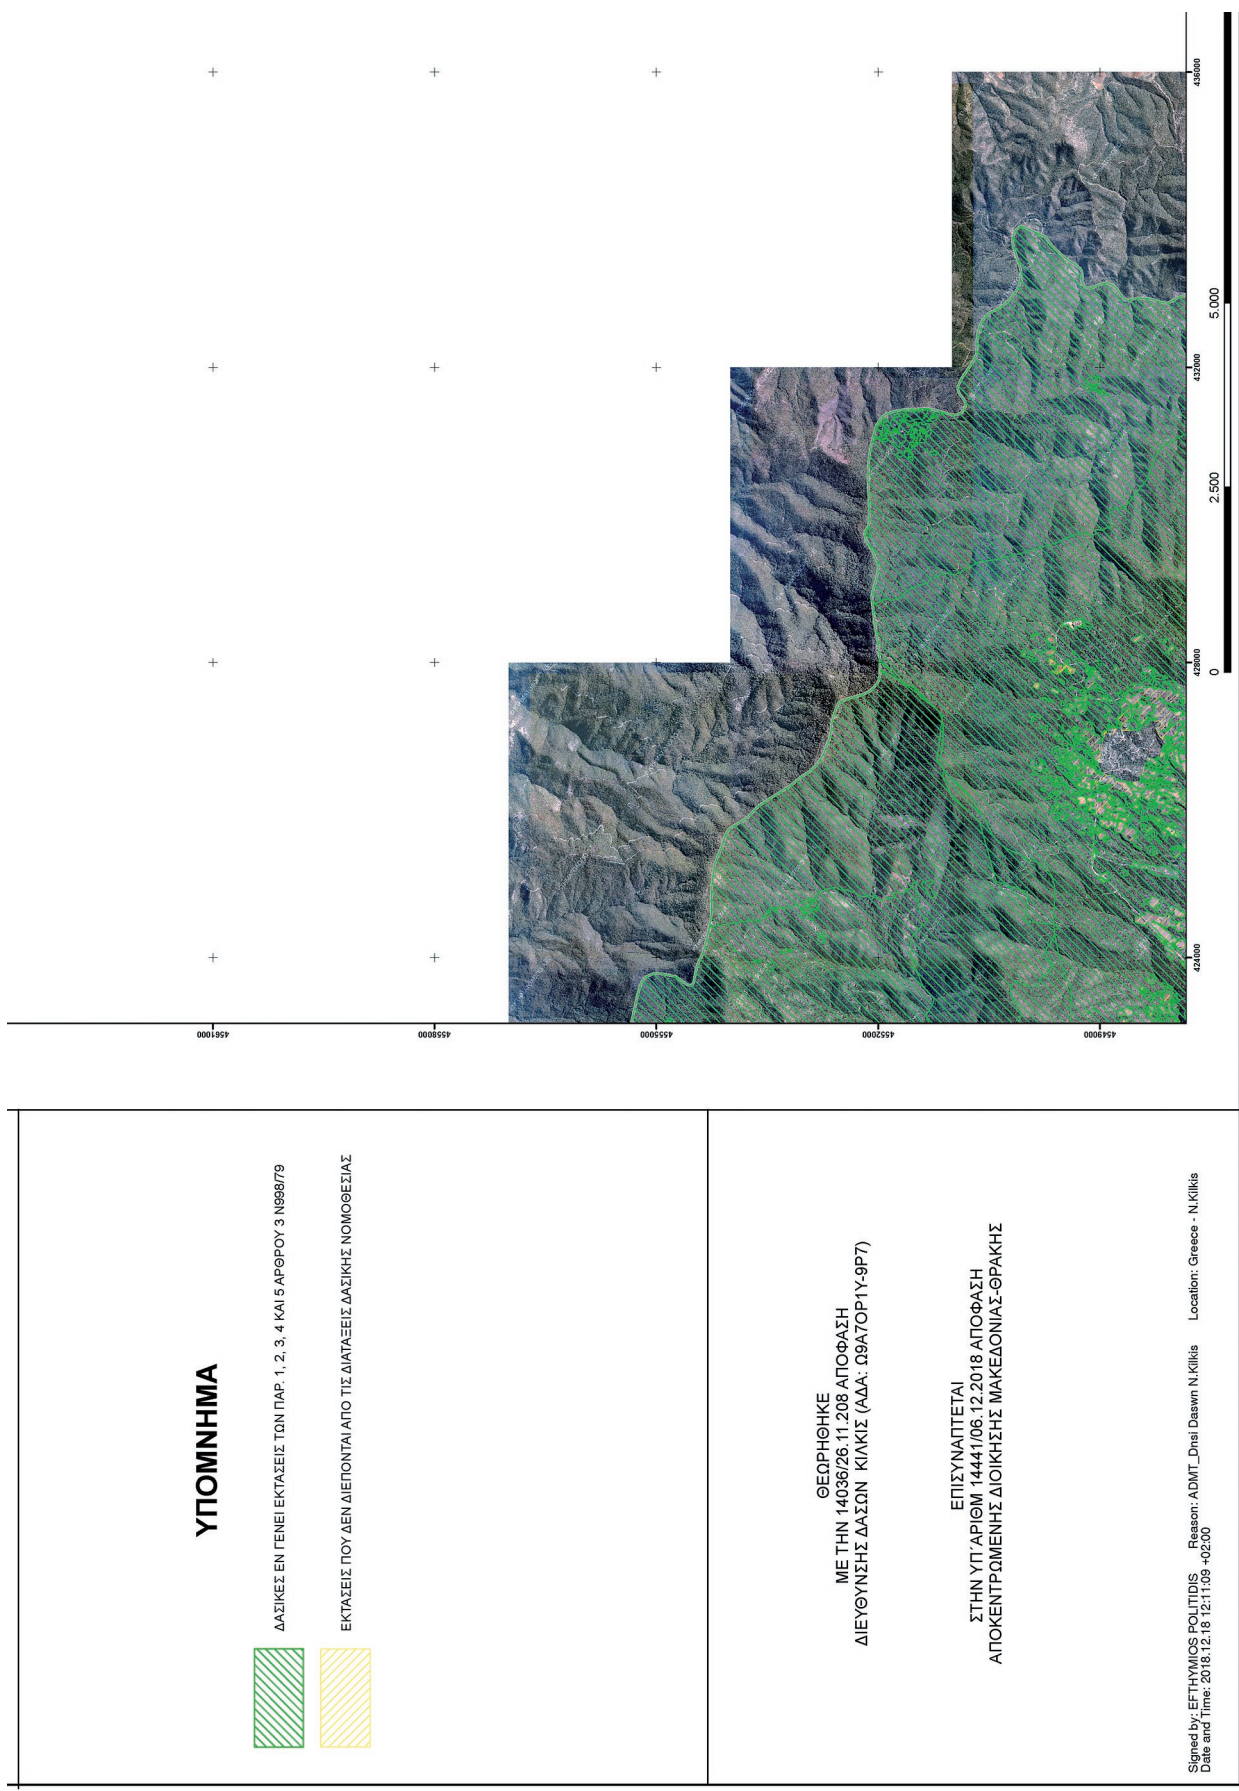 ΥΠΟΜΝΗΜΑ
ΔΑΣΙΚΕΣ ΕΝ ΓΕΝΕΙ ΕΚΤΑΣΕΙΣ ΤΩΝ ΠΑΡ. 1, 2, 3, 4 ΚΑΙ 5 ΑΡΘΡΟΥ 3 Ν998/79
ΕΚΤΑΣΕΙΣ ΠΟΥ ΔΕΝ ΔΙΕΠΟΝΤΑΙ ΑΠΟ ΤΙΣ ΔΙΑΤΑΞΕΙΣ ΔΑΣΙΚΗΣ ΝΟΜΟΘΕΣΙΑΣ
ΘΕΩΡΗΘΗΚΕ
ΜΕ ΤΗΝ 14036/26.11.208 ΑΠΟΦΑΣΗ
ΔΙΕΥΘΥΝΣΗΣ ΔΑΣΩΝ ΚΙΛΚΙΣ (ΑΔΑ: Ω9Α7ΟΡ1Υ-9Ρ7)
ΕΠΙΣΥΝΑΠΤΕΤΑΙ
ΣΤΗΝ ΥΠ΄ΑΡΙΘΜ 14441/06.12.2018 ΑΠΟΦΑΣΗ
ΑΠΟΚΕΝΤΡΩΜΕΝΗΣ ΔΙΟΙΚΗΣΗΣ ΜΑΚΕΔΟΝΙΑΣ-ΘΡΑΚΗΣ
Signed by: EFTHYMIOS POLITIDIS Reason: ADMT_Dnsi Daswn N.Kilkis Location: Greece - N.Kilkis
Date and Time: 2018.12.18 12:11:09 +02:00
4561000
4558000
4555000
4552000
4549000
424000 428000 432000 436000
0 2.500 5.000